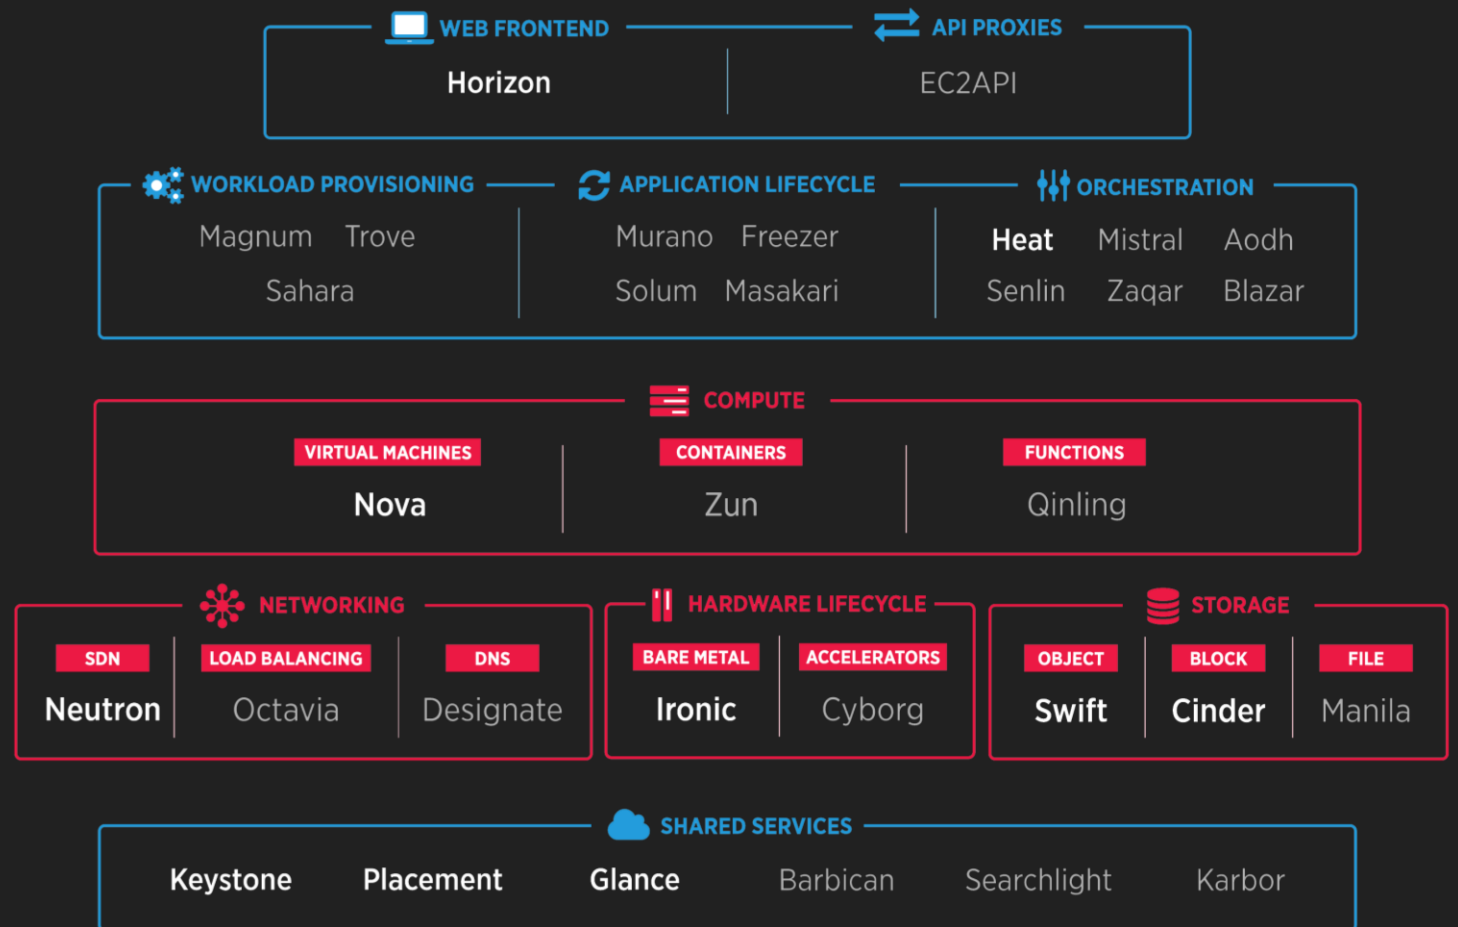 WEB FRONTEND
API PROXIES
Horizon
EC2API
WORKLOAD PROVISIONING
APPLICATION LIFECYCLE
ORCHESTRATION
Magnum Trove
Sahara
Murano Freezer
Solum Masakari
Heat Mistral Aodh
Senlin Zaqar Blazar
COMPUTE
VIRTUAL MACHINES
Nova
CONTAINERS
Zun
FUNCTIONS
Qinling
NETWORKING
SDN
Neutron
LOAD BALANCING
Octavia
DNS
Designate
HARDWARE LIFECYCLE
BARE METAL
Ironic
ACCELERATORS
Cyborg
STORAGE
OBJECT
Swift
BLOCK
Cinder
FILE
Manila
SHARED SERVICES
Keystone Placement Glance Barbican Searchlight Karbor